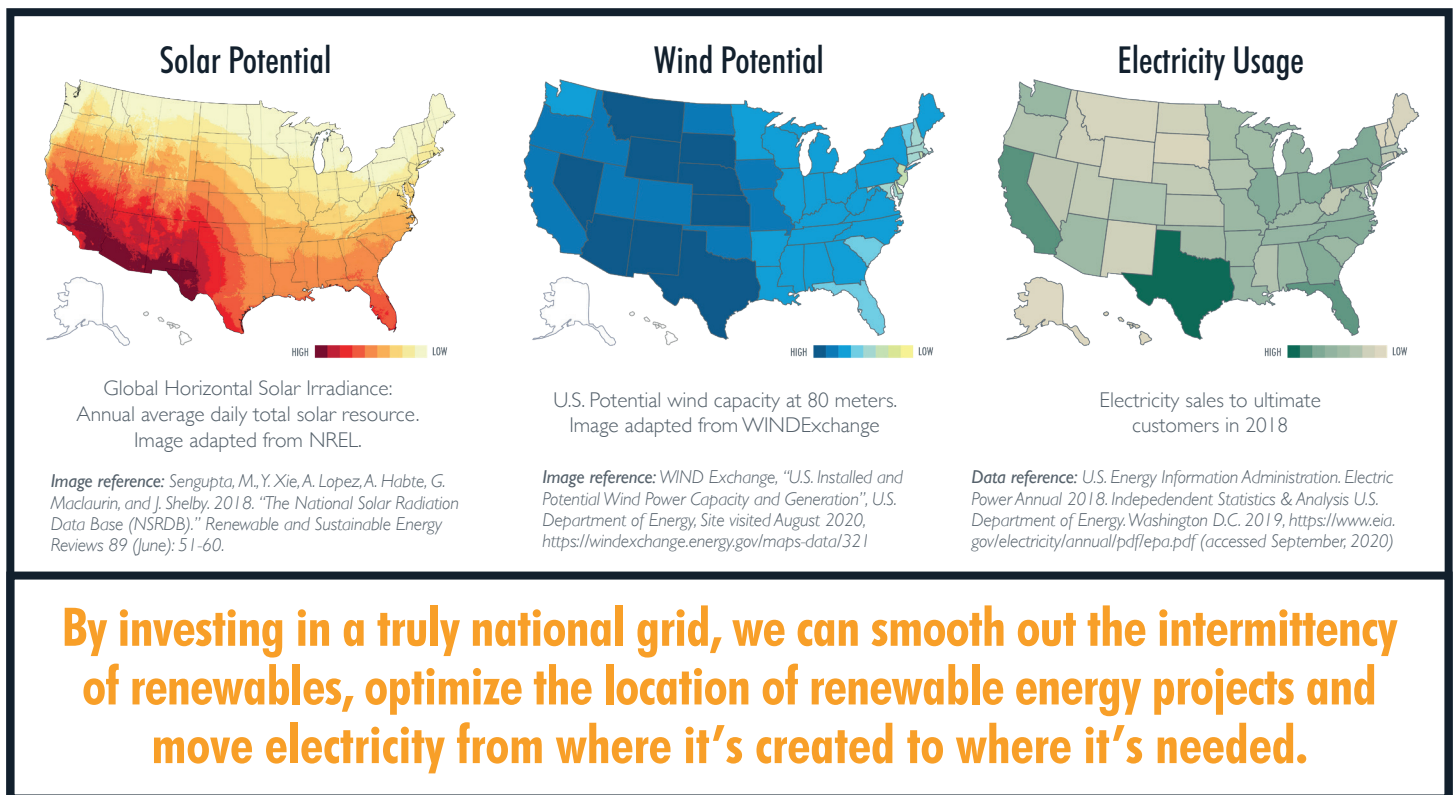 Solar Potential
HIGH LOW
Global Horizontal Solar Irradiance:
Annual average daily total solar resource.
Image adapted from NREL.
Image reference: Sengupta, M., Y. Xie, A. Lopez, A. Habte, G.
Maclaurin, and J. Shelby. 2018. “The National Solar Radiation
Data Base (NSRDB).” Renewable and Sustainable Energy
Reviews 89 (June): 51-60.
Wind Potential
HIGH LOW
U.S. Potential wind capacity at 80 meters.
Image adapted from WINDExchange
Image reference: WIND Exchange, “U.S. Installed and
Potential Wind Power Capacity and Generation”, U.S.
Department of Energy, Site visited August 2020,
https://windexchange.energy.gov/maps-data/321
Electricity Usage
HIGH LOW
Electricity sales to ultimate
customers in 2018
Data reference: U.S. Energy Information Administration. Electric
Power Annual 2018. Indepedendent Statistics & Analysis U.S.
Department of Energy. Washington D.C. 2019, https://www.eia.
gov/electricity/annual/pdf/epa.pdf (accessed September, 2020)
By investing in a truly national grid, we can smooth out the intermittency
of renewables, optimize the location of renewable energy projects and
move electricity from where it’s created to where it’s needed.